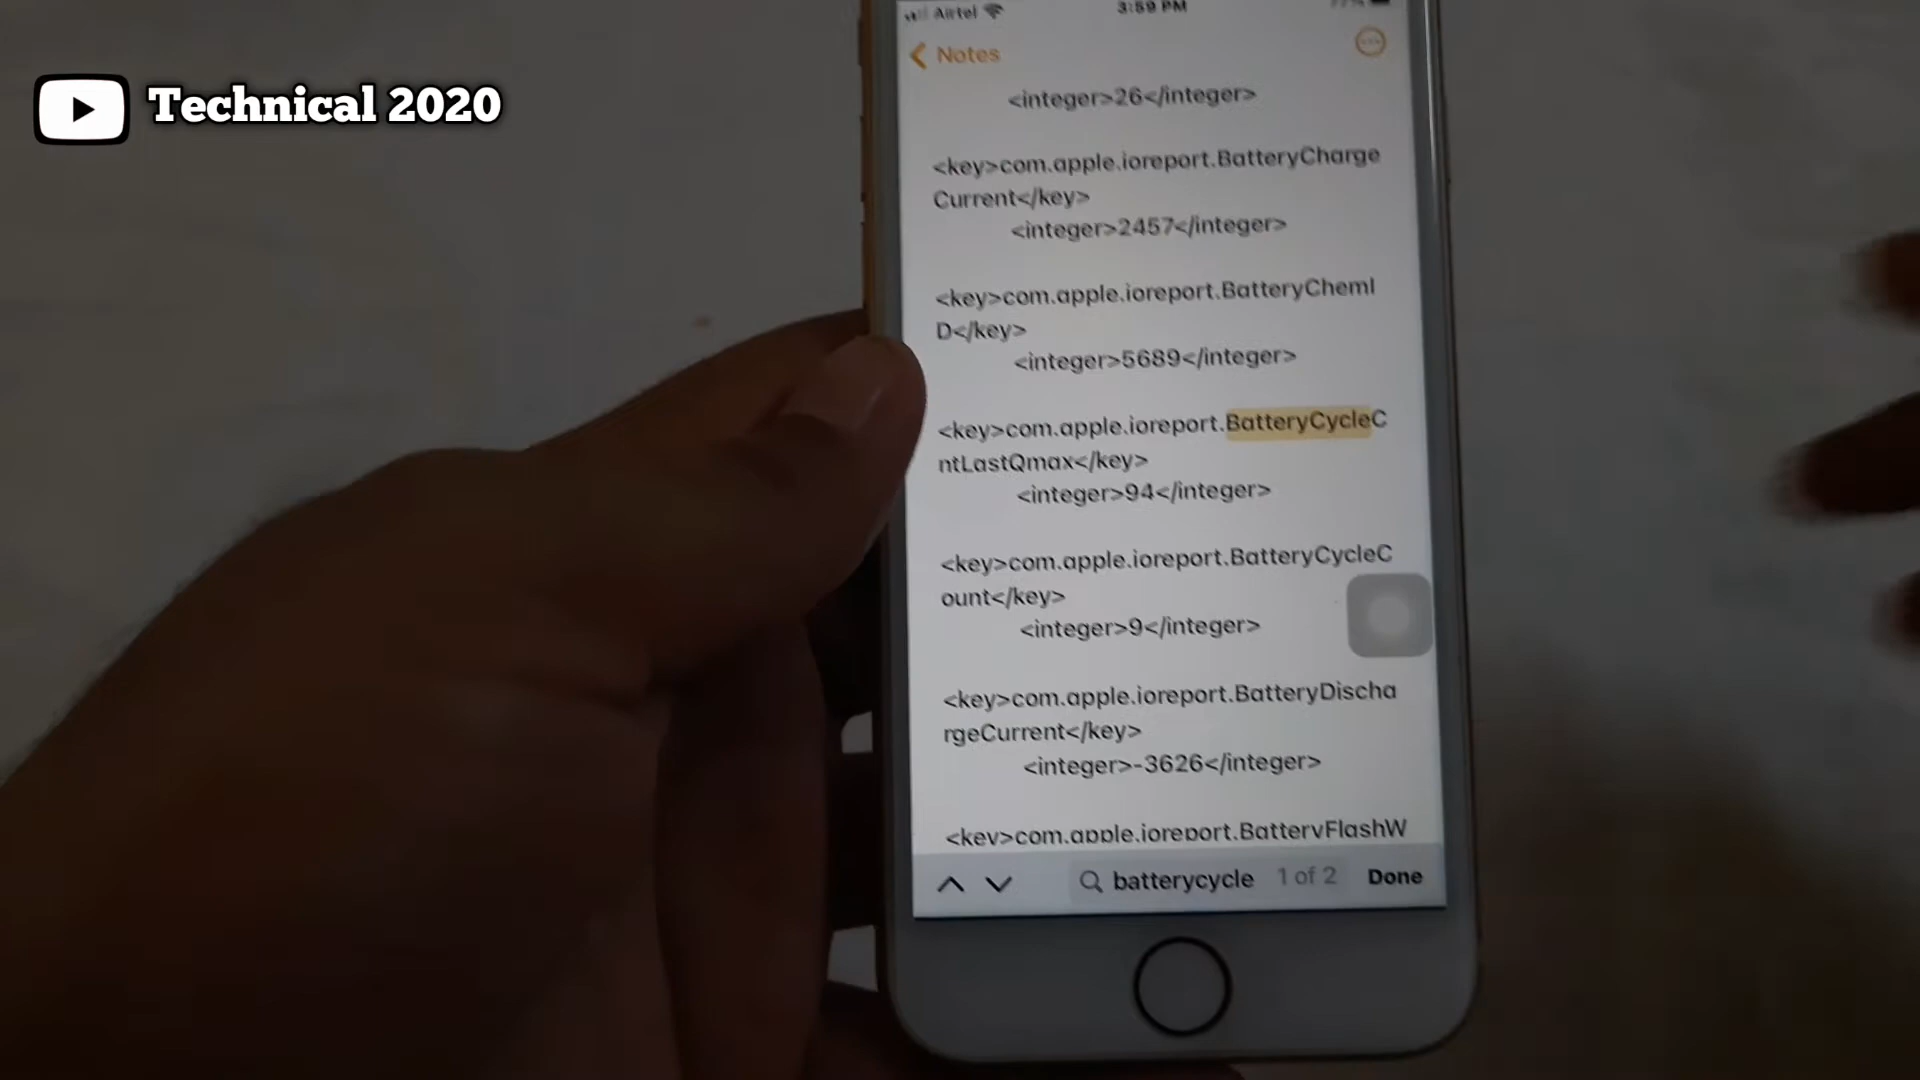 Airtel 3:59 PM 77%
Technical 2020
Notes
<integer>26</integer>
<key>com.apple.ioreport.BatteryCharge
Current</key>
<integer>2457</integer>
<key>com.apple.ioreport.BatteryChemI
D</key>
<integer>5689</integer>
<key>com.apple.ioreport.BatteryCycleC
ntLastQmax</key>
<integer>94</integer>
<key>com.apple.ioreport.BatteryCycleC
ount</key>
<integer>9</integer>
<key>com.apple.ioreport.BatteryDischa
rgeCurrent</key>
<integer>-3626</integer>
<key>com.apple.ioreport.BatteryFlashW
batterycycle 1 of 2 Done